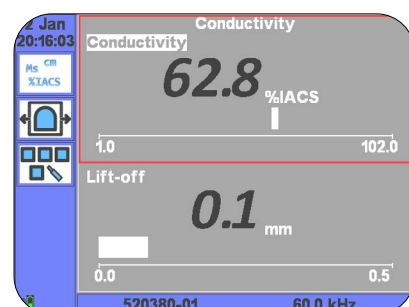 2 Jan
20:16:03
Conductivity
Conductivity
Ms cm
%IACS
62.8 %IACS
1.0 102.0
Lift-off
0.1 mm
0.0 0.5
520380-01 60.0 kHz